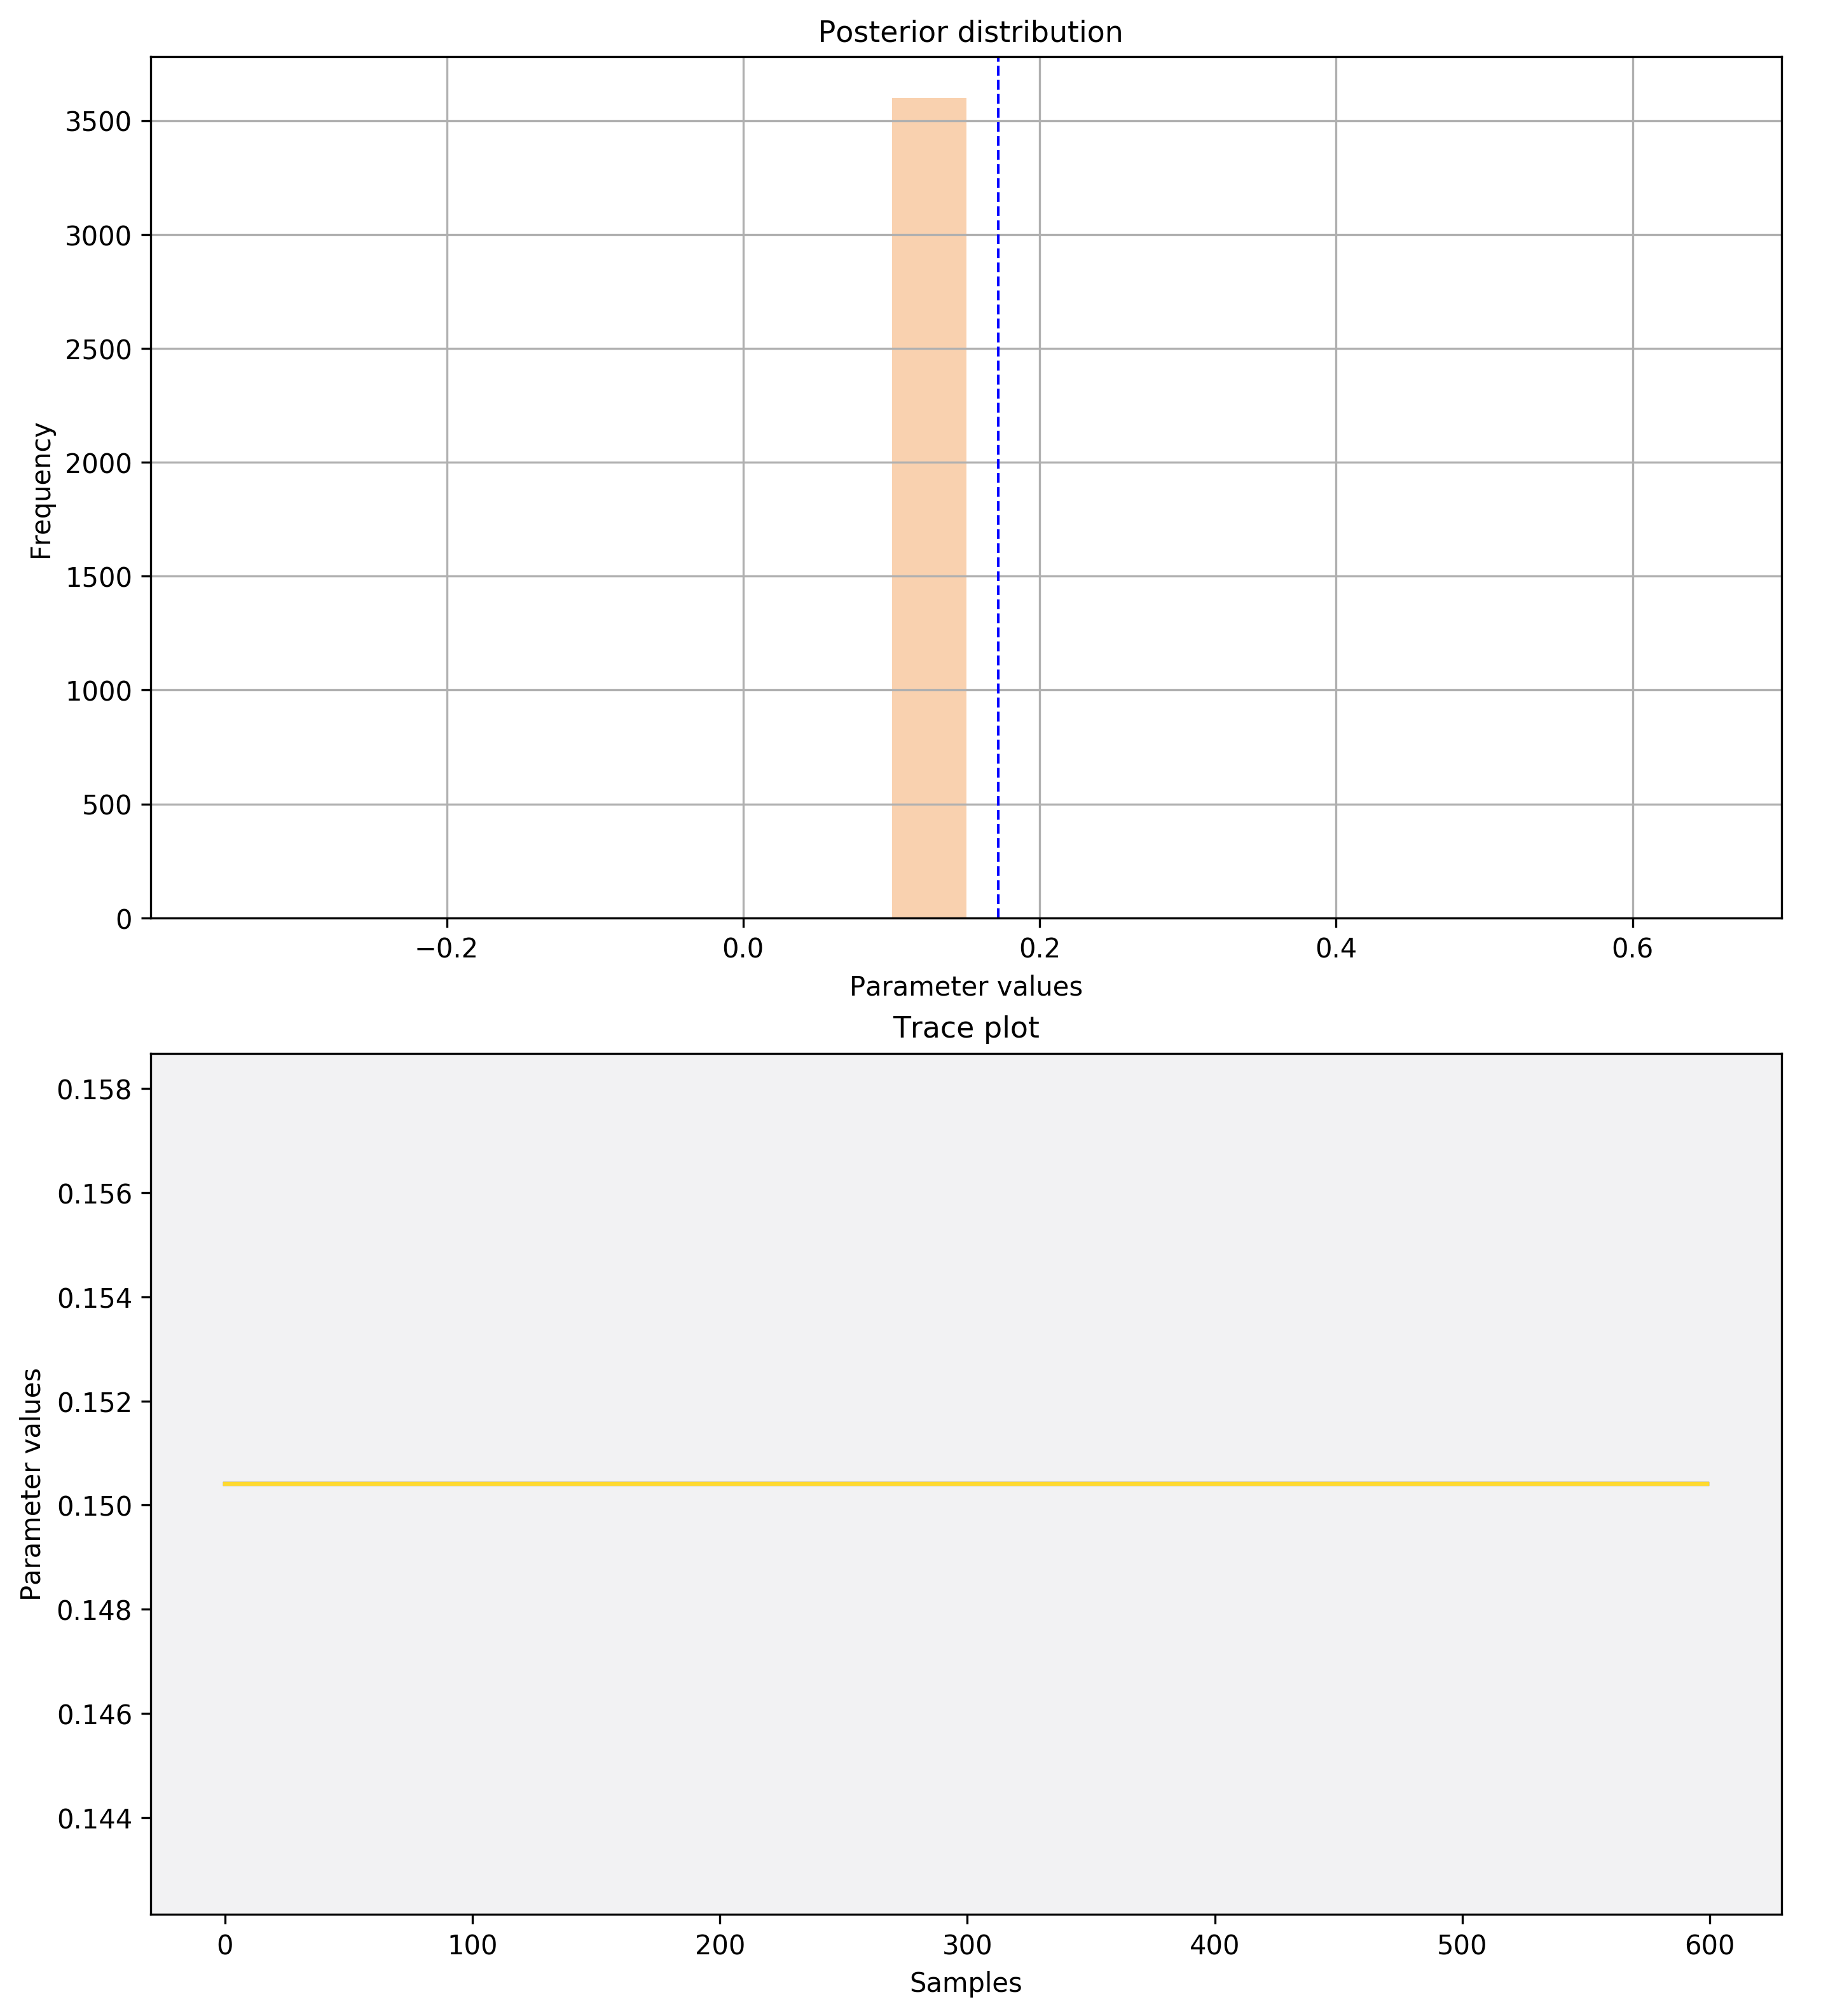 Posterior distribution
3500
3000
2500
2000
1500
1000
500
0
Frequency
−0.2 0.0 0.2 0.4 0.6
Parameter values
Trace plot
0.158
0.156
0.154
0.152
0.150
0.148
0.146
0.144
Parameter values
0 100 200 300 400 500 600
Samples